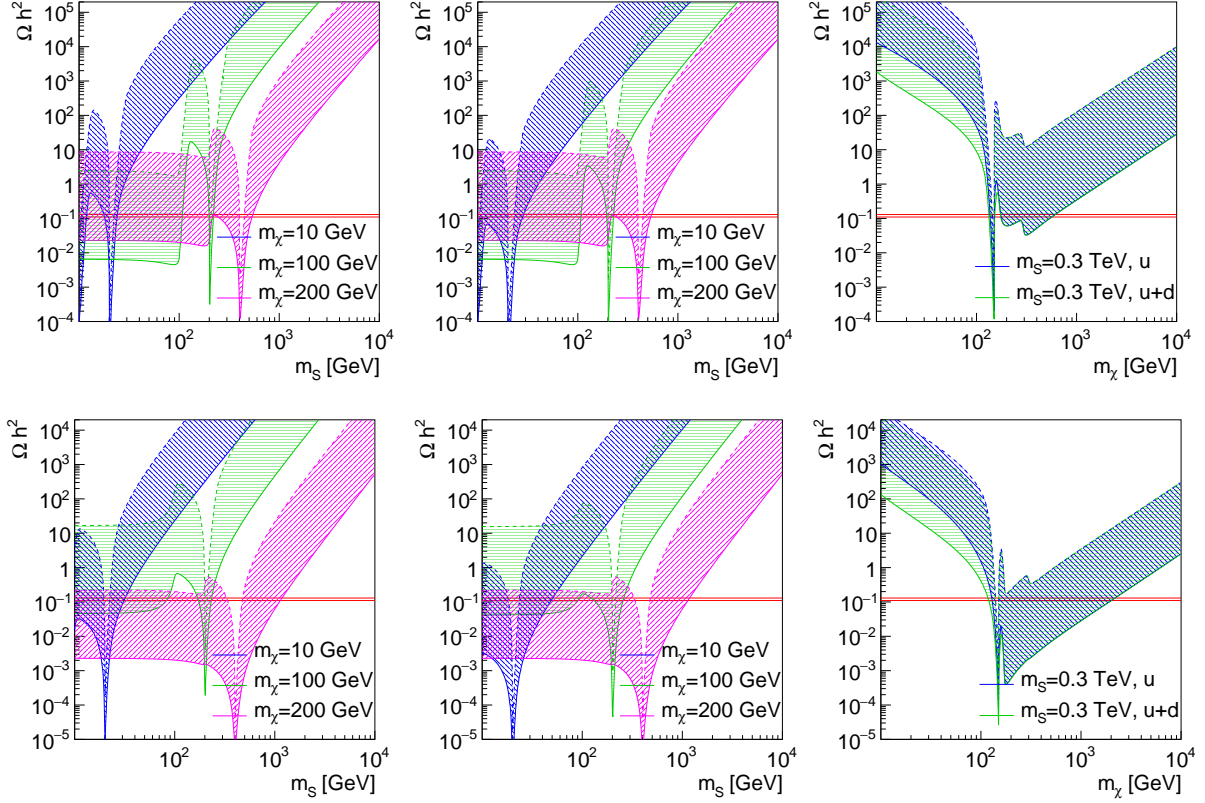 Ω h²
10⁵
10⁴
10³
10²
10
1
10⁻¹
10⁻²
10⁻³
10⁻⁴
m_χ=10 GeV
m_χ=100 GeV
m_χ=200 GeV
10² 10³ 10⁴
m_S [GeV]
Ω h²
10⁵
10⁴
10³
10²
10
1
10⁻¹
10⁻²
10⁻³
10⁻⁴
m_χ=10 GeV
m_χ=100 GeV
m_χ=200 GeV
10² 10³ 10⁴
m_S [GeV]
Ω h²
10⁵
10⁴
10³
10²
10
1
10⁻¹
10⁻²
10⁻³
10⁻⁴
m_S=0.3 TeV, u
m_S=0.3 TeV, u+d
10² 10³ 10⁴
m_χ [GeV]
Ω h²
10⁴
10³
10²
10
1
10⁻¹
10⁻²
10⁻³
10⁻⁴
10⁻⁵
m_χ=10 GeV
m_χ=100 GeV
m_χ=200 GeV
10² 10³ 10⁴
m_S [GeV]
Ω h²
10⁴
10³
10²
10
1
10⁻¹
10⁻²
10⁻³
10⁻⁴
10⁻⁵
m_χ=10 GeV
m_χ=100 GeV
m_χ=200 GeV
10² 10³ 10⁴
m_S [GeV]
Ω h²
10⁴
10³
10²
10
1
10⁻¹
10⁻²
10⁻³
10⁻⁴
10⁻⁵
m_S=0.3 TeV, u
m_S=0.3 TeV, u+d
10² 10³ 10⁴
m_χ [GeV]